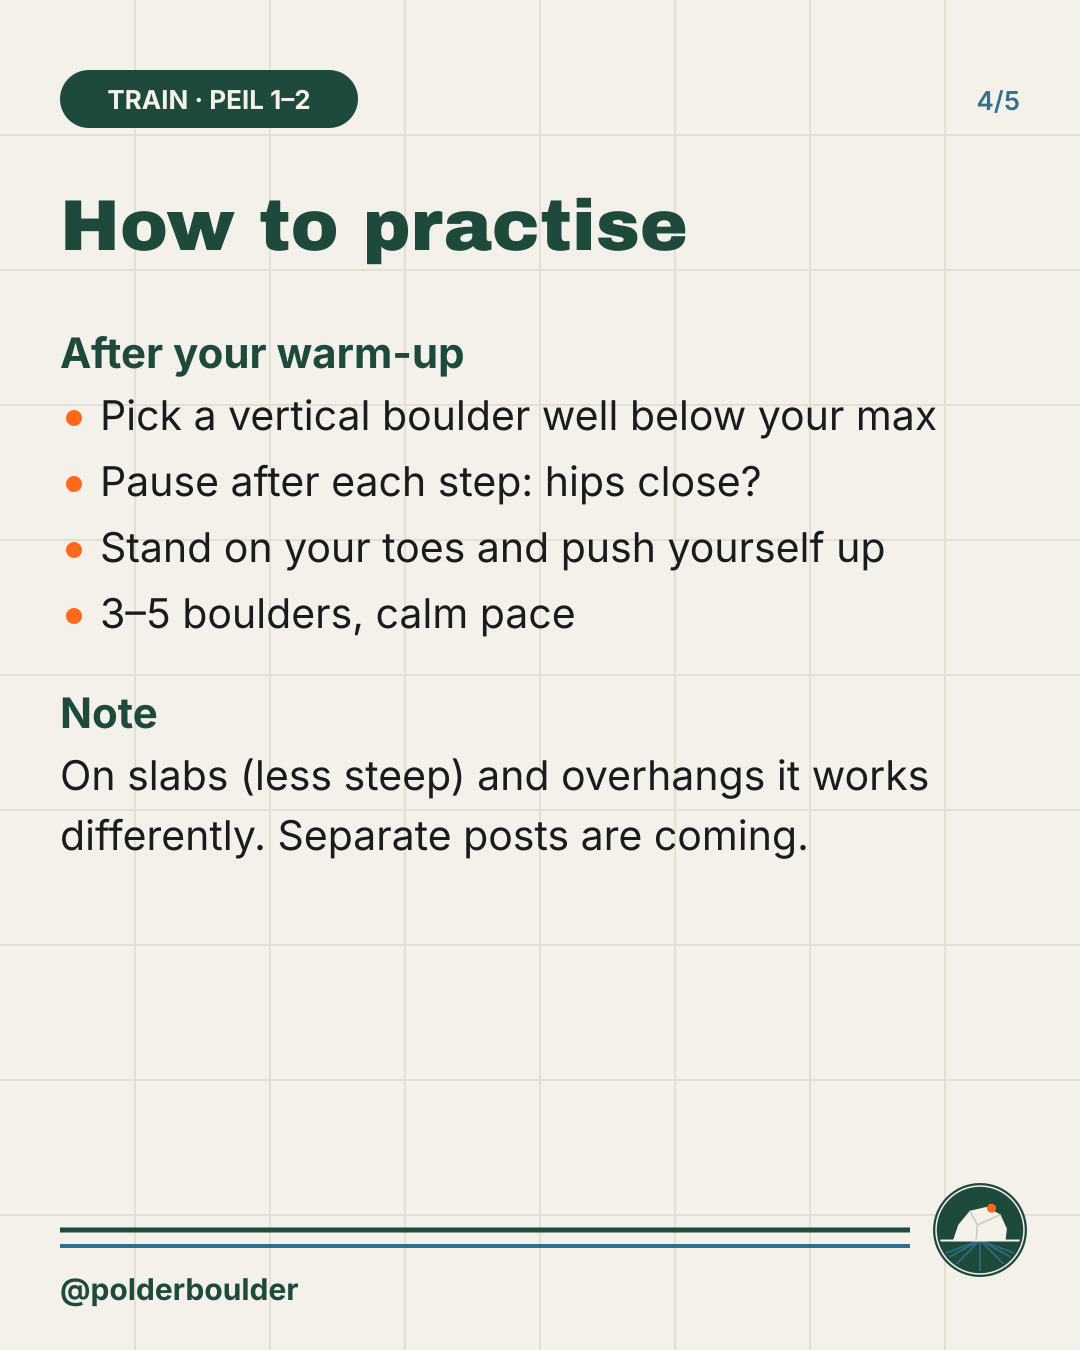 TRAIN · PEIL 1–2
4/5
How to practise
After your warm-up
• Pick a vertical boulder well below your max
• Pause after each step: hips close?
• Stand on your toes and push yourself up
• 3–5 boulders, calm pace
Note
On slabs (less steep) and overhangs it works
differently. Separate posts are coming.
@polderboulder